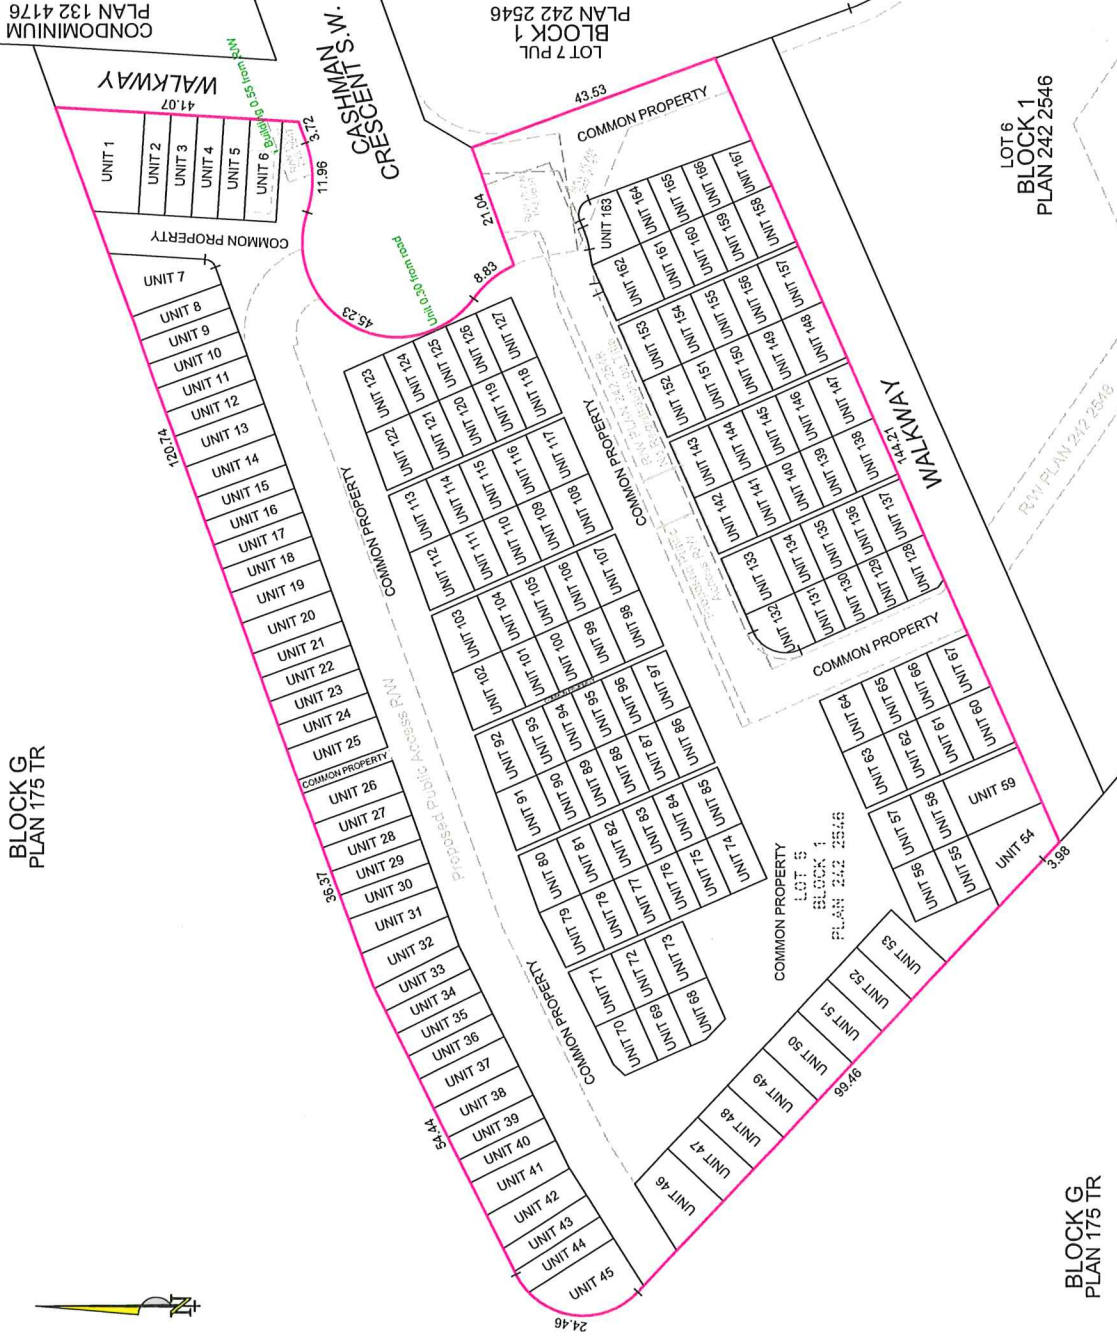 CONDOMINIUM
PLAN 132 4176
WALKWAY
41.07
1. Building 0.55 from R/W
CASHMAN
CRESCENT S.W.
LOT 7 PUL
BLOCK 1
PLAN 242 2546
43.53
COMMON PROPERTY
LOT 6
BLOCK 1
PLAN 242 2546
3.72
11.96
21.04
8.83
45.23
Unit 0.30 from road
UNIT 1
UNIT 2
UNIT 3
UNIT 4
UNIT 5
UNIT 6
COMMON PROPERTY
UNIT 7
UNIT 8
UNIT 9
UNIT 10
UNIT 11
UNIT 12
UNIT 13
UNIT 14
UNIT 15
UNIT 16
UNIT 17
UNIT 18
UNIT 19
UNIT 20
UNIT 21
UNIT 22
UNIT 23
UNIT 24
UNIT 25
COMMON PROPERTY
UNIT 26
UNIT 27
UNIT 28
UNIT 29
UNIT 30
UNIT 31
UNIT 32
UNIT 33
UNIT 34
UNIT 35
UNIT 36
UNIT 37
UNIT 38
UNIT 39
UNIT 40
UNIT 41
UNIT 42
UNIT 43
UNIT 44
UNIT 45
120.74
36.37
54.44
24.46
BLOCK G
PLAN 175 TR
COMMON PROPERTY
Proposed Public Access R/W
COMMON PROPERTY
UNIT 46
UNIT 47
UNIT 48
UNIT 49
UNIT 50
UNIT 51
UNIT 52
UNIT 53
99.46
UNIT 54
3.98
UNIT 55
UNIT 56
UNIT 57
UNIT 58
UNIT 59
UNIT 60
UNIT 61
UNIT 62
UNIT 63
UNIT 64
UNIT 65
UNIT 66
UNIT 67
UNIT 68
UNIT 69
UNIT 70
UNIT 71
UNIT 72
UNIT 73
UNIT 74
UNIT 75
UNIT 76
UNIT 77
UNIT 78
UNIT 79
UNIT 80
UNIT 81
UNIT 82
UNIT 83
UNIT 84
UNIT 85
UNIT 86
UNIT 87
UNIT 88
UNIT 89
UNIT 90
UNIT 91
UNIT 92
UNIT 93
UNIT 94
UNIT 95
UNIT 96
UNIT 97
UNIT 98
UNIT 99
UNIT 100
UNIT 101
UNIT 102
UNIT 103
UNIT 104
UNIT 105
UNIT 106
UNIT 107
UNIT 108
UNIT 109
UNIT 110
UNIT 111
UNIT 112
UNIT 113
UNIT 114
UNIT 115
UNIT 116
UNIT 117
UNIT 118
UNIT 119
UNIT 120
UNIT 121
UNIT 122
UNIT 123
UNIT 124
UNIT 125
UNIT 126
UNIT 127
COMMON PROPERTY
COMMON PROPERTY
UNIT 128
UNIT 129
UNIT 130
UNIT 131
UNIT 132
UNIT 133
UNIT 134
UNIT 135
UNIT 136
UNIT 137
UNIT 138
UNIT 139
UNIT 140
UNIT 141
UNIT 142
UNIT 143
UNIT 144
UNIT 145
UNIT 146
UNIT 147
UNIT 148
UNIT 149
UNIT 150
UNIT 151
UNIT 152
UNIT 153
UNIT 154
UNIT 155
UNIT 156
UNIT 157
UNIT 158
UNIT 159
UNIT 160
UNIT 161
UNIT 162
UNIT 163
UNIT 164
UNIT 165
UNIT 166
UNIT 167
144.21
WALKWAY
R/W PLAN 242 2548
COMMON PROPERTY
COMMON PROPERTY
LOT 5
BLOCK 1
PLAN 242 2546
BLOCK G
PLAN 175 TR
N